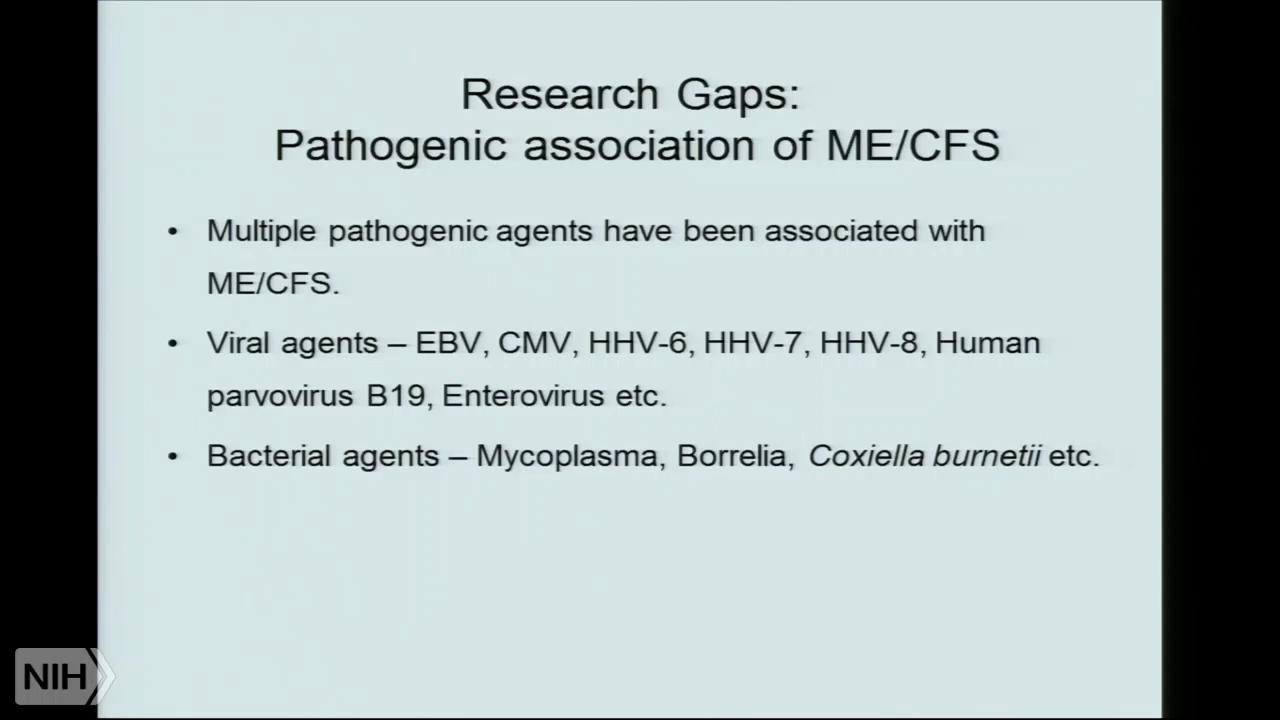 Research Gaps:
Pathogenic association of ME/CFS
• Multiple pathogenic agents have been associated with
ME/CFS.
• Viral agents – EBV, CMV, HHV-6, HHV-7, HHV-8, Human
parvovirus B19, Enterovirus etc.
• Bacterial agents – Mycoplasma, Borrelia, Coxiella burnetii etc.
NIH